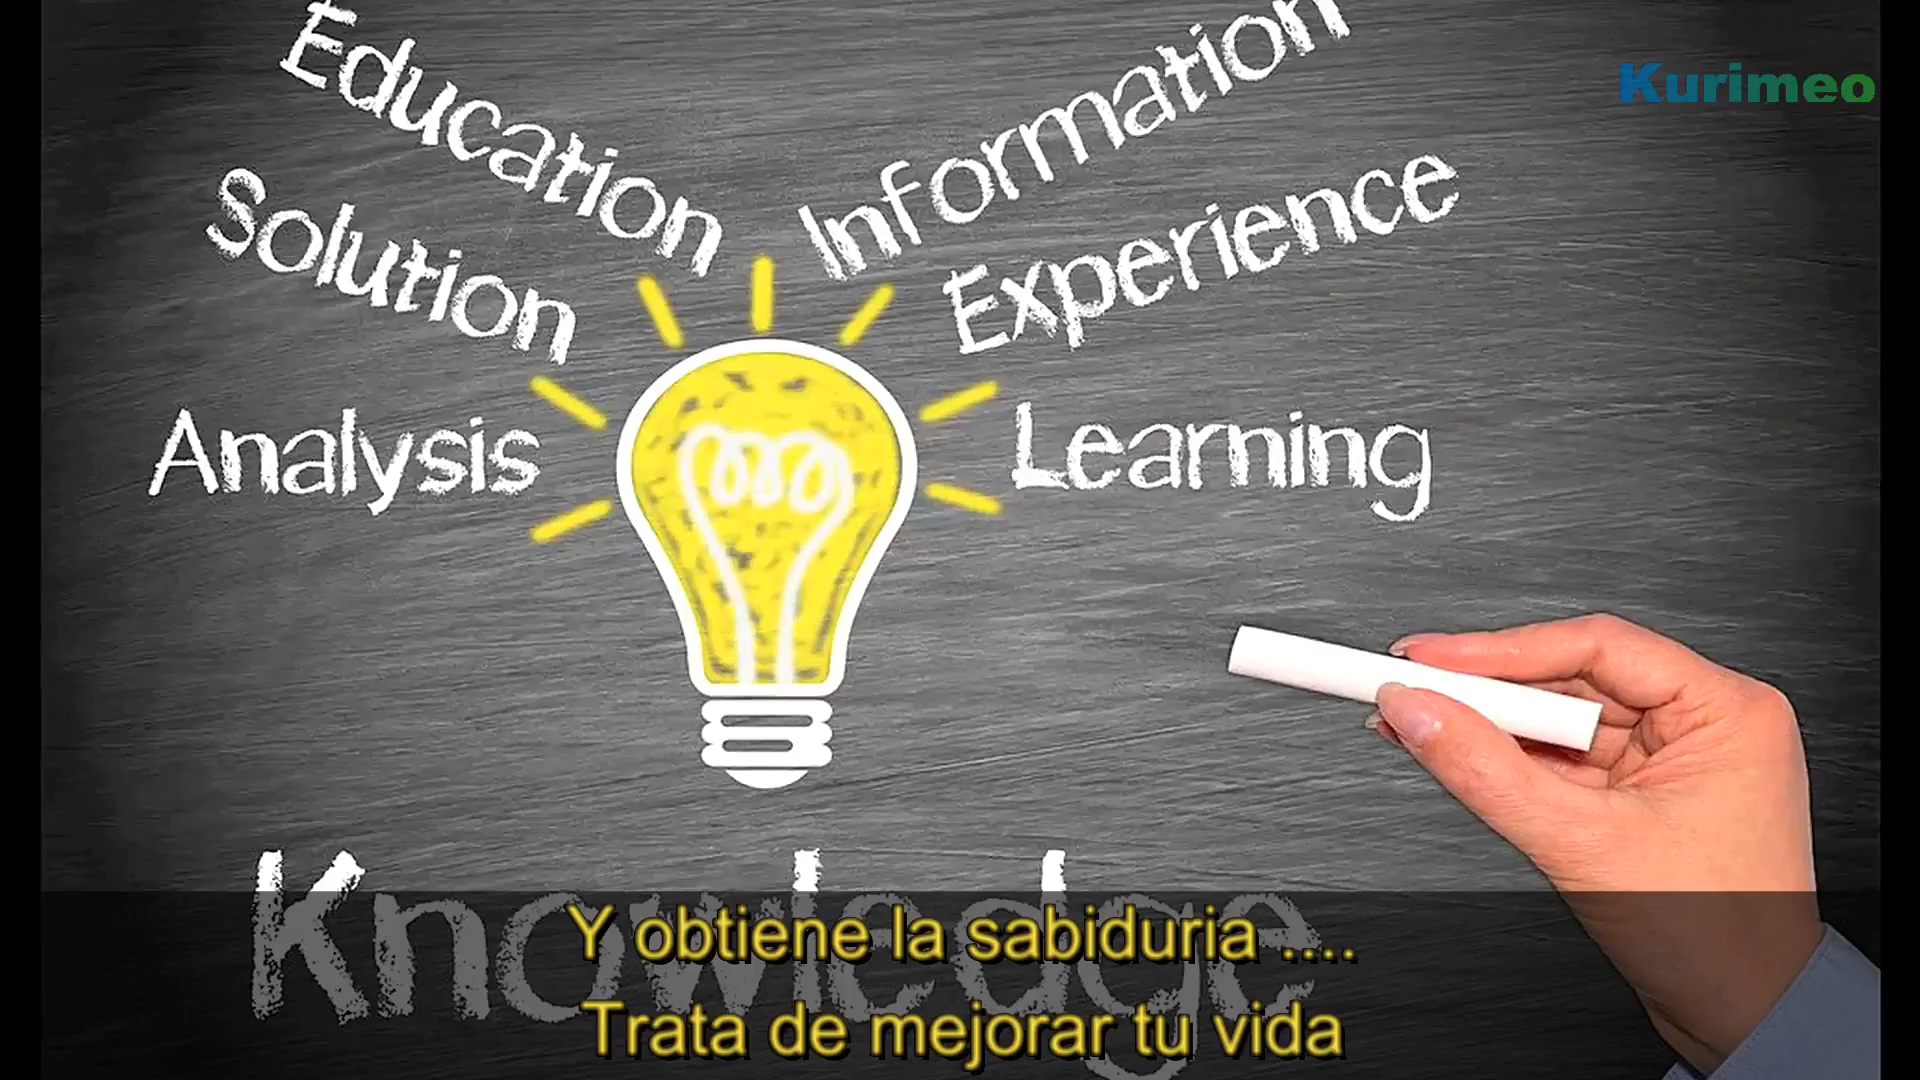 Education
Information
Kurimeo
Solution
Experience
Analysis
Learning
Knowledge
Y obtiene la sabiduria ....
Trata de mejorar tu vida